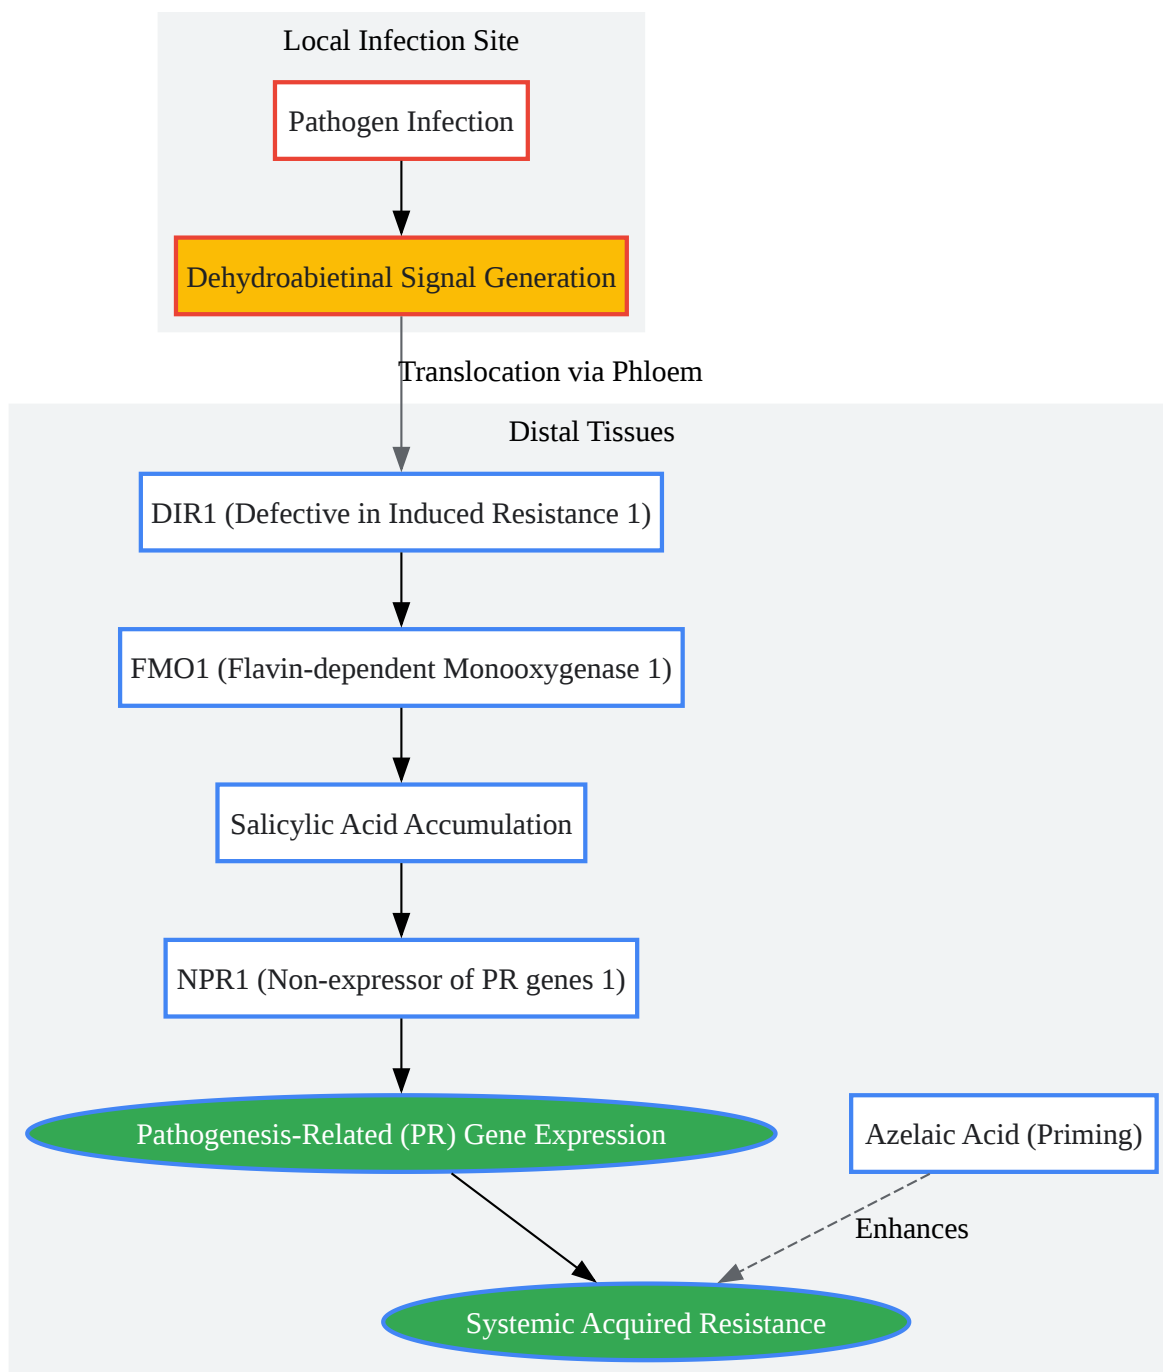 Local Infection Site
Pathogen Infection
Dehydroabietinal Signal Generation
Translocation via Phloem
Distal Tissues
DIR1 (Defective in Induced Resistance 1)
FMO1 (Flavin-dependent Monooxygenase 1)
Salicylic Acid Accumulation
NPR1 (Non-expressor of PR genes 1)
Pathogenesis-Related (PR) Gene Expression
Azelaic Acid (Priming)
Enhances
Systemic Acquired Resistance